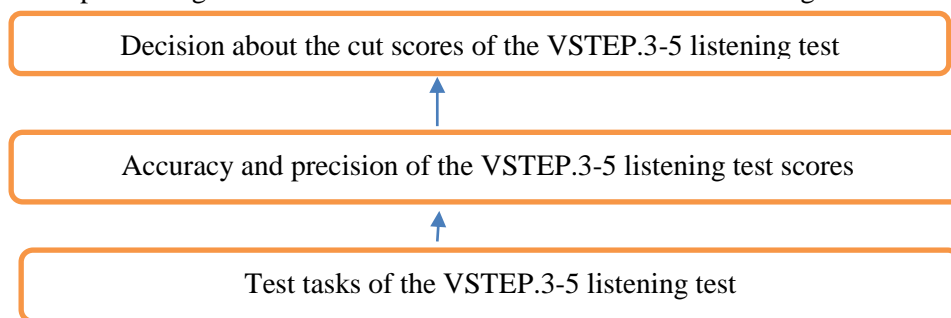 Decision about the cut scores of the VSTEP.3-5 listening test
Accuracy and precision of the VSTEP.3-5 listening test scores
Test tasks of the VSTEP.3-5 listening test